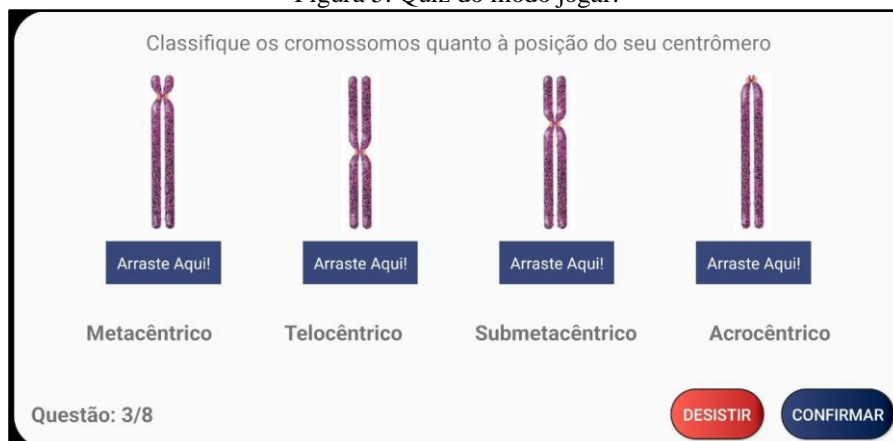 Figura 3. Quiz do modo jogar.
Classifique os cromossomos quanto à posição do seu centrômero
Arraste Aqui! Arraste Aqui! Arraste Aqui! Arraste Aqui!
Metacêntrico Telocêntrico Submetacêntrico Acrocêntrico
Questão: 3/8 DESISTIR CONFIRMAR